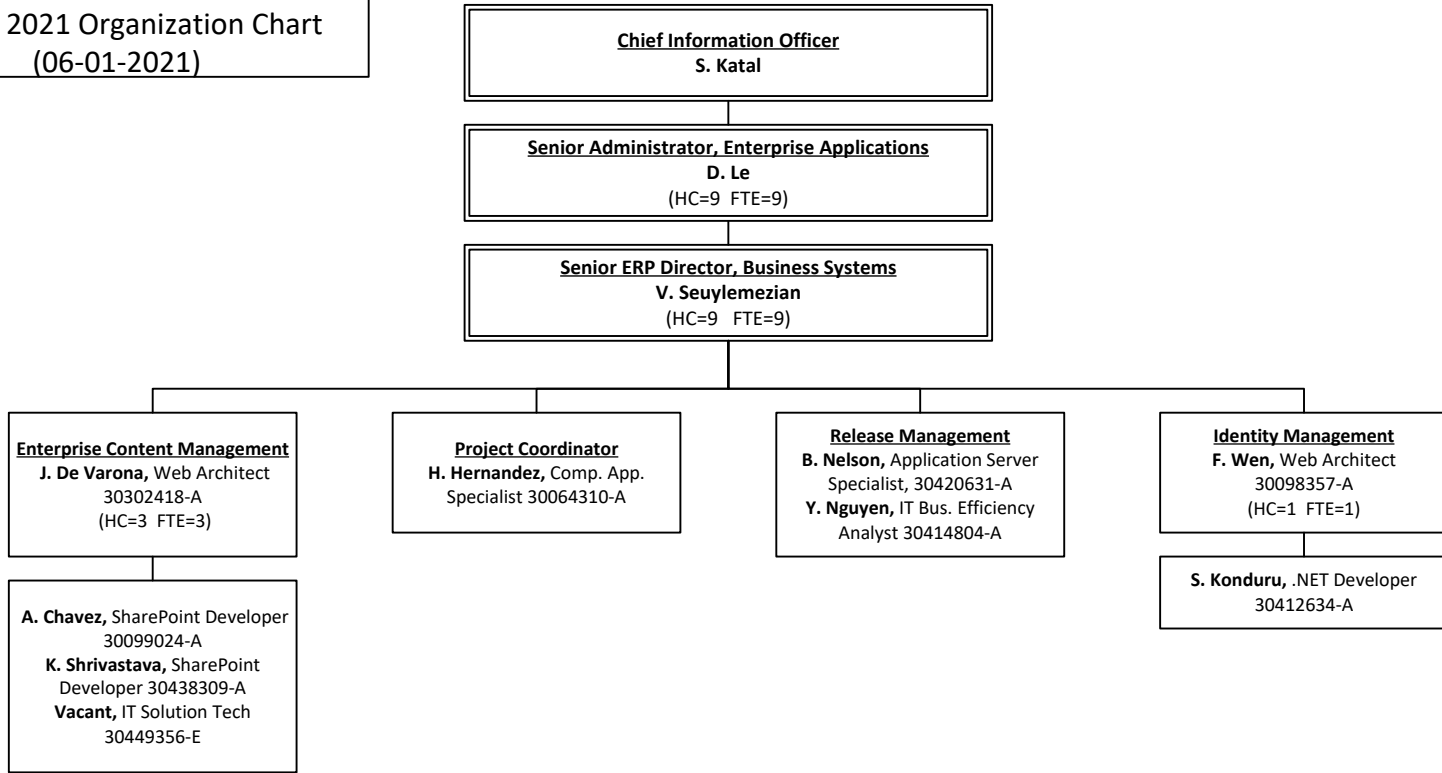 2021 Organization Chart
(06-01-2021)
Chief Information Officer
S. Katal
Senior Administrator, Enterprise Applications
D. Le
(HC=9 FTE=9)
Senior ERP Director, Business Systems
V. Seuylemezian
(HC=9 FTE=9)
Enterprise Content Management
J. De Varona, Web Architect
30302418-A
(HC=3 FTE=3)
Project Coordinator
H. Hernandez, Comp. App.
Specialist 30064310-A
Release Management
B. Nelson, Application Server
Specialist, 30420631-A
Y. Nguyen, IT Bus. Efficiency
Analyst 30414804-A
Identity Management
F. Wen, Web Architect
30098357-A
(HC=1 FTE=1)
A. Chavez, SharePoint Developer
30099024-A
K. Shrivastava, SharePoint
Developer 30438309-A
Vacant, IT Solution Tech
30449356-E
S. Konduru, .NET Developer
30412634-A